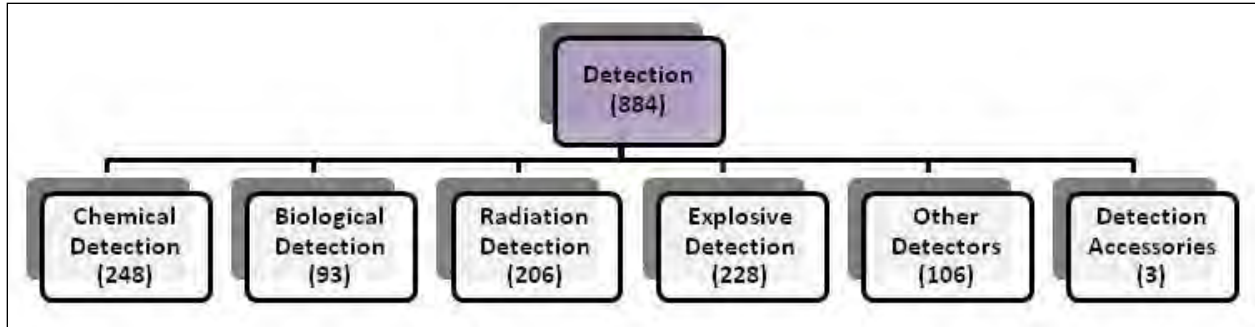 Detection
(884)
Chemical
Detection
(248)
Biological
Detection
(93)
Radiation
Detection
(206)
Explosive
Detection
(228)
Other
Detectors
(106)
Detection
Accessories
(3)